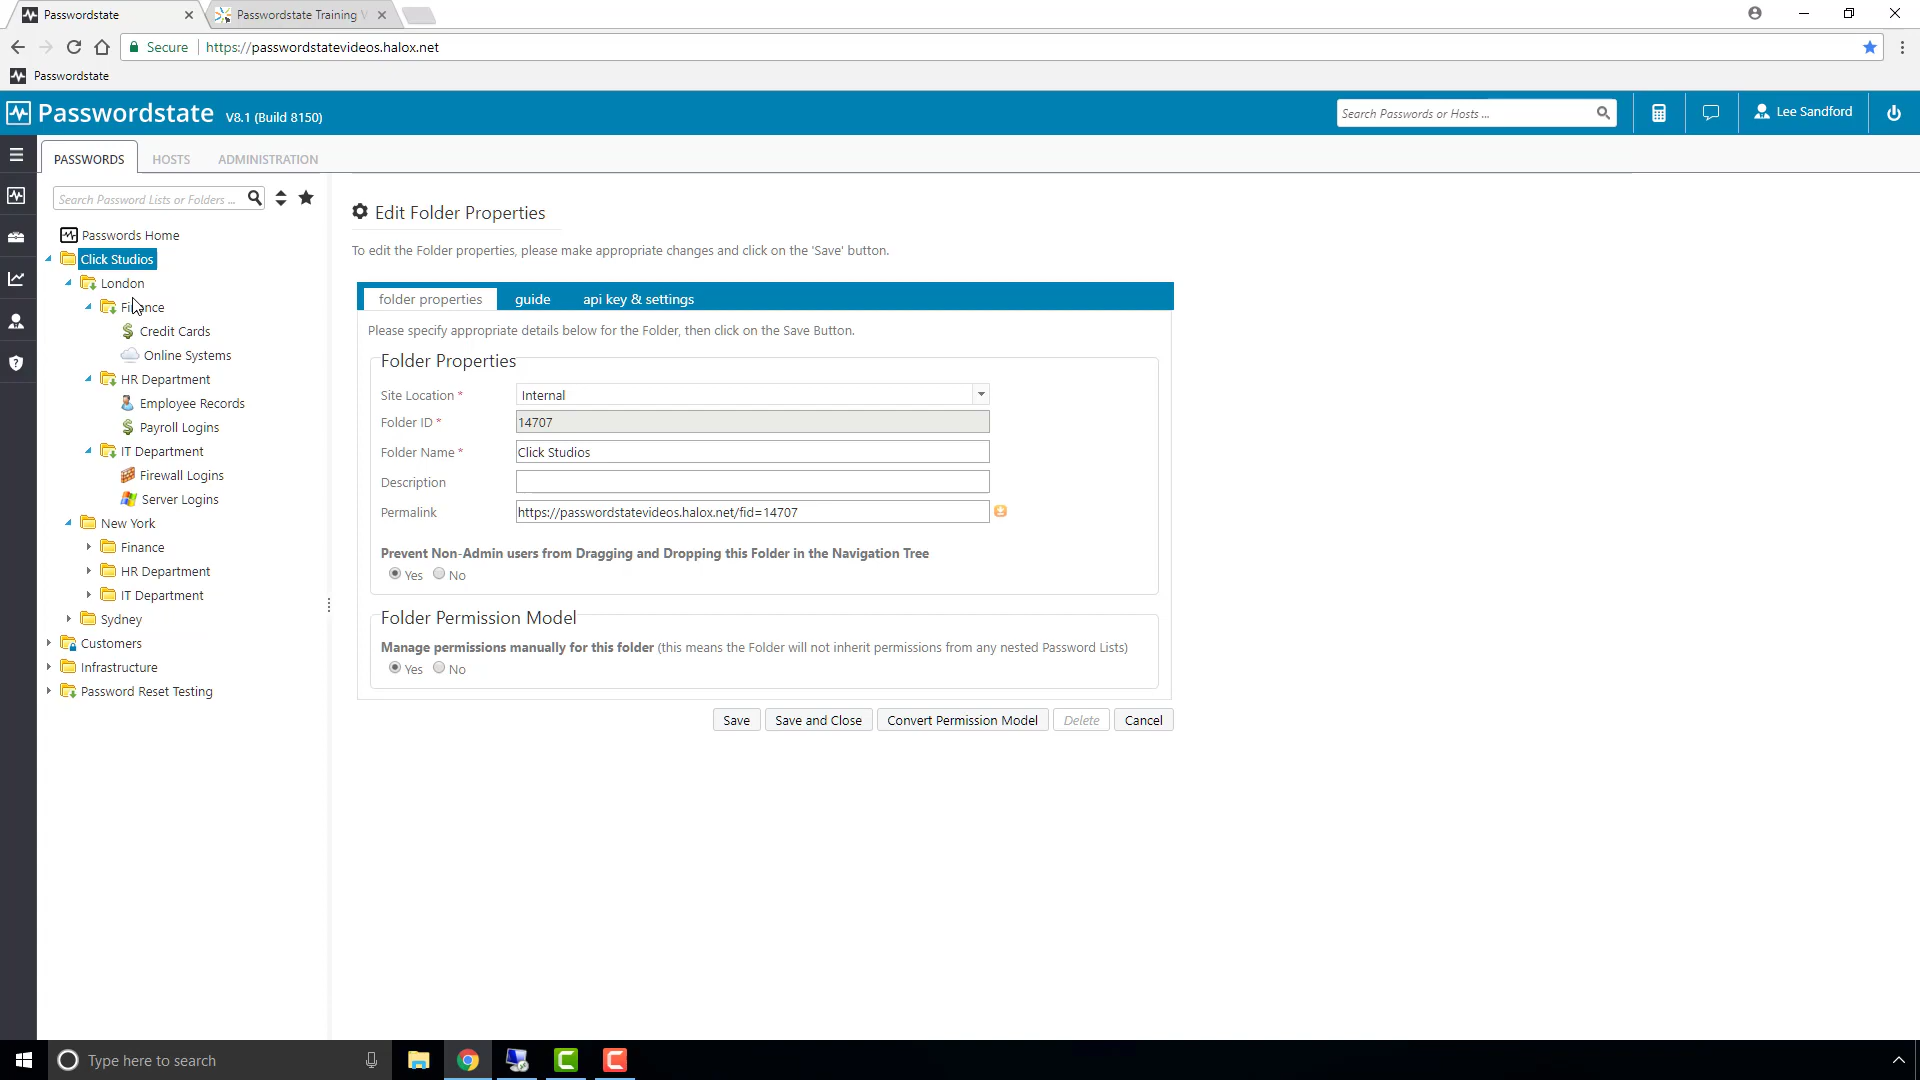 Passwordstate
Passwordstate Training V
Secure
https://passwordstatevideos.halox.net
Passwordstate
Passwordstate V8.1 (Build 8150)
Search Passwords or Hosts ...
Lee Sandford
PASSWORDS
HOSTS
ADMINISTRATION
Search Password Lists or Folders ...
Passwords Home
Click Studios
London
Finance
Credit Cards
Online Systems
HR Department
Employee Records
Payroll Logins
IT Department
Firewall Logins
Server Logins
New York
Finance
HR Department
IT Department
Sydney
Customers
Infrastructure
Password Reset Testing
Edit Folder Properties
To edit the Folder properties, please make appropriate changes and click on the 'Save' button.
folder properties
guide
api key & settings
Please specify appropriate details below for the Folder, then click on the Save Button.
Folder Properties
Site Location * Internal
Folder ID * 14707
Folder Name * Click Studios
Description
Permalink https://passwordstatevideos.halox.net/fid=14707
Prevent Non-Admin users from Dragging and Dropping this Folder in the Navigation Tree
Yes No
Folder Permission Model
Manage permissions manually for this folder (this means the Folder will not inherit permissions from any nested Password Lists)
Yes No
Save
Save and Close
Convert Permission Model
Delete
Cancel
Type here to search